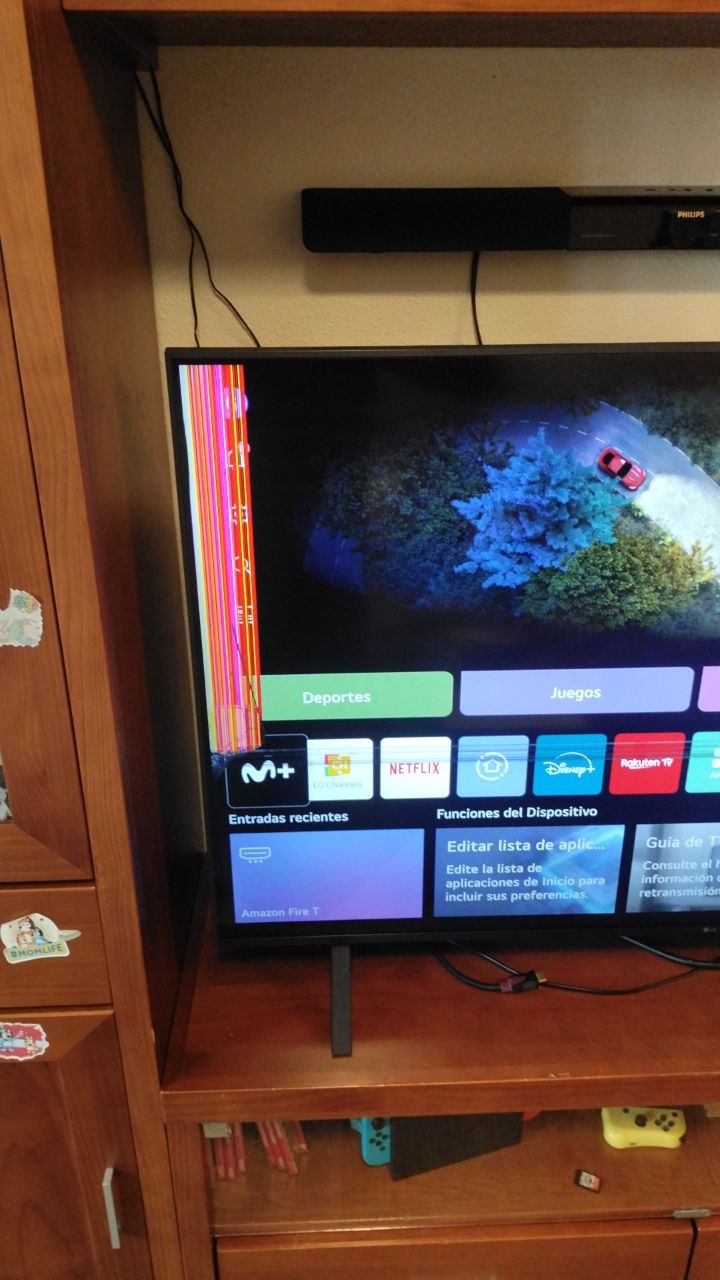 PHILIPS
Deportes
Juegos
M+
LG Channels
NETFLIX
Disney+
Rakuten TV
Entradas recientes
Funciones del Dispositivo
Editar lista de aplic...
Guía de T
Edite la lista de
aplicaciones de Inicio para
incluir sus preferencias.
Consulte el
información
retransmisión
Amazon Fire T
LG
#MOMLIFE